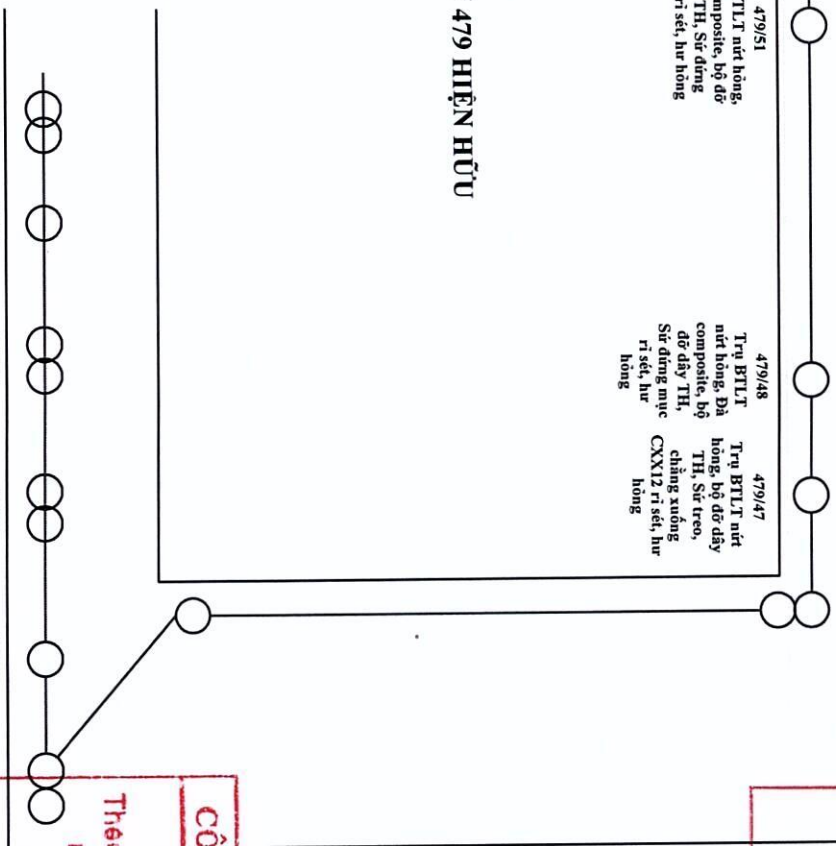 479/51
TLT nứt hỏng,
mposite, bộ đỡ
TH, Sứ đứng
rỉ sét, hư hỏng
479 HIỆN HỮU
479/48
Trụ BTLT
nứt hỏng, Đà
composite, bộ
đỡ dây TH,
Sứ đứng mục
rỉ sét, hư
hỏng
479/47
Trụ BTLT nứt
hỏng, bộ đỡ dây
TH, Sứ treo,
chằng xuống
CXX12 rỉ sét, hư
hỏng
CÔ